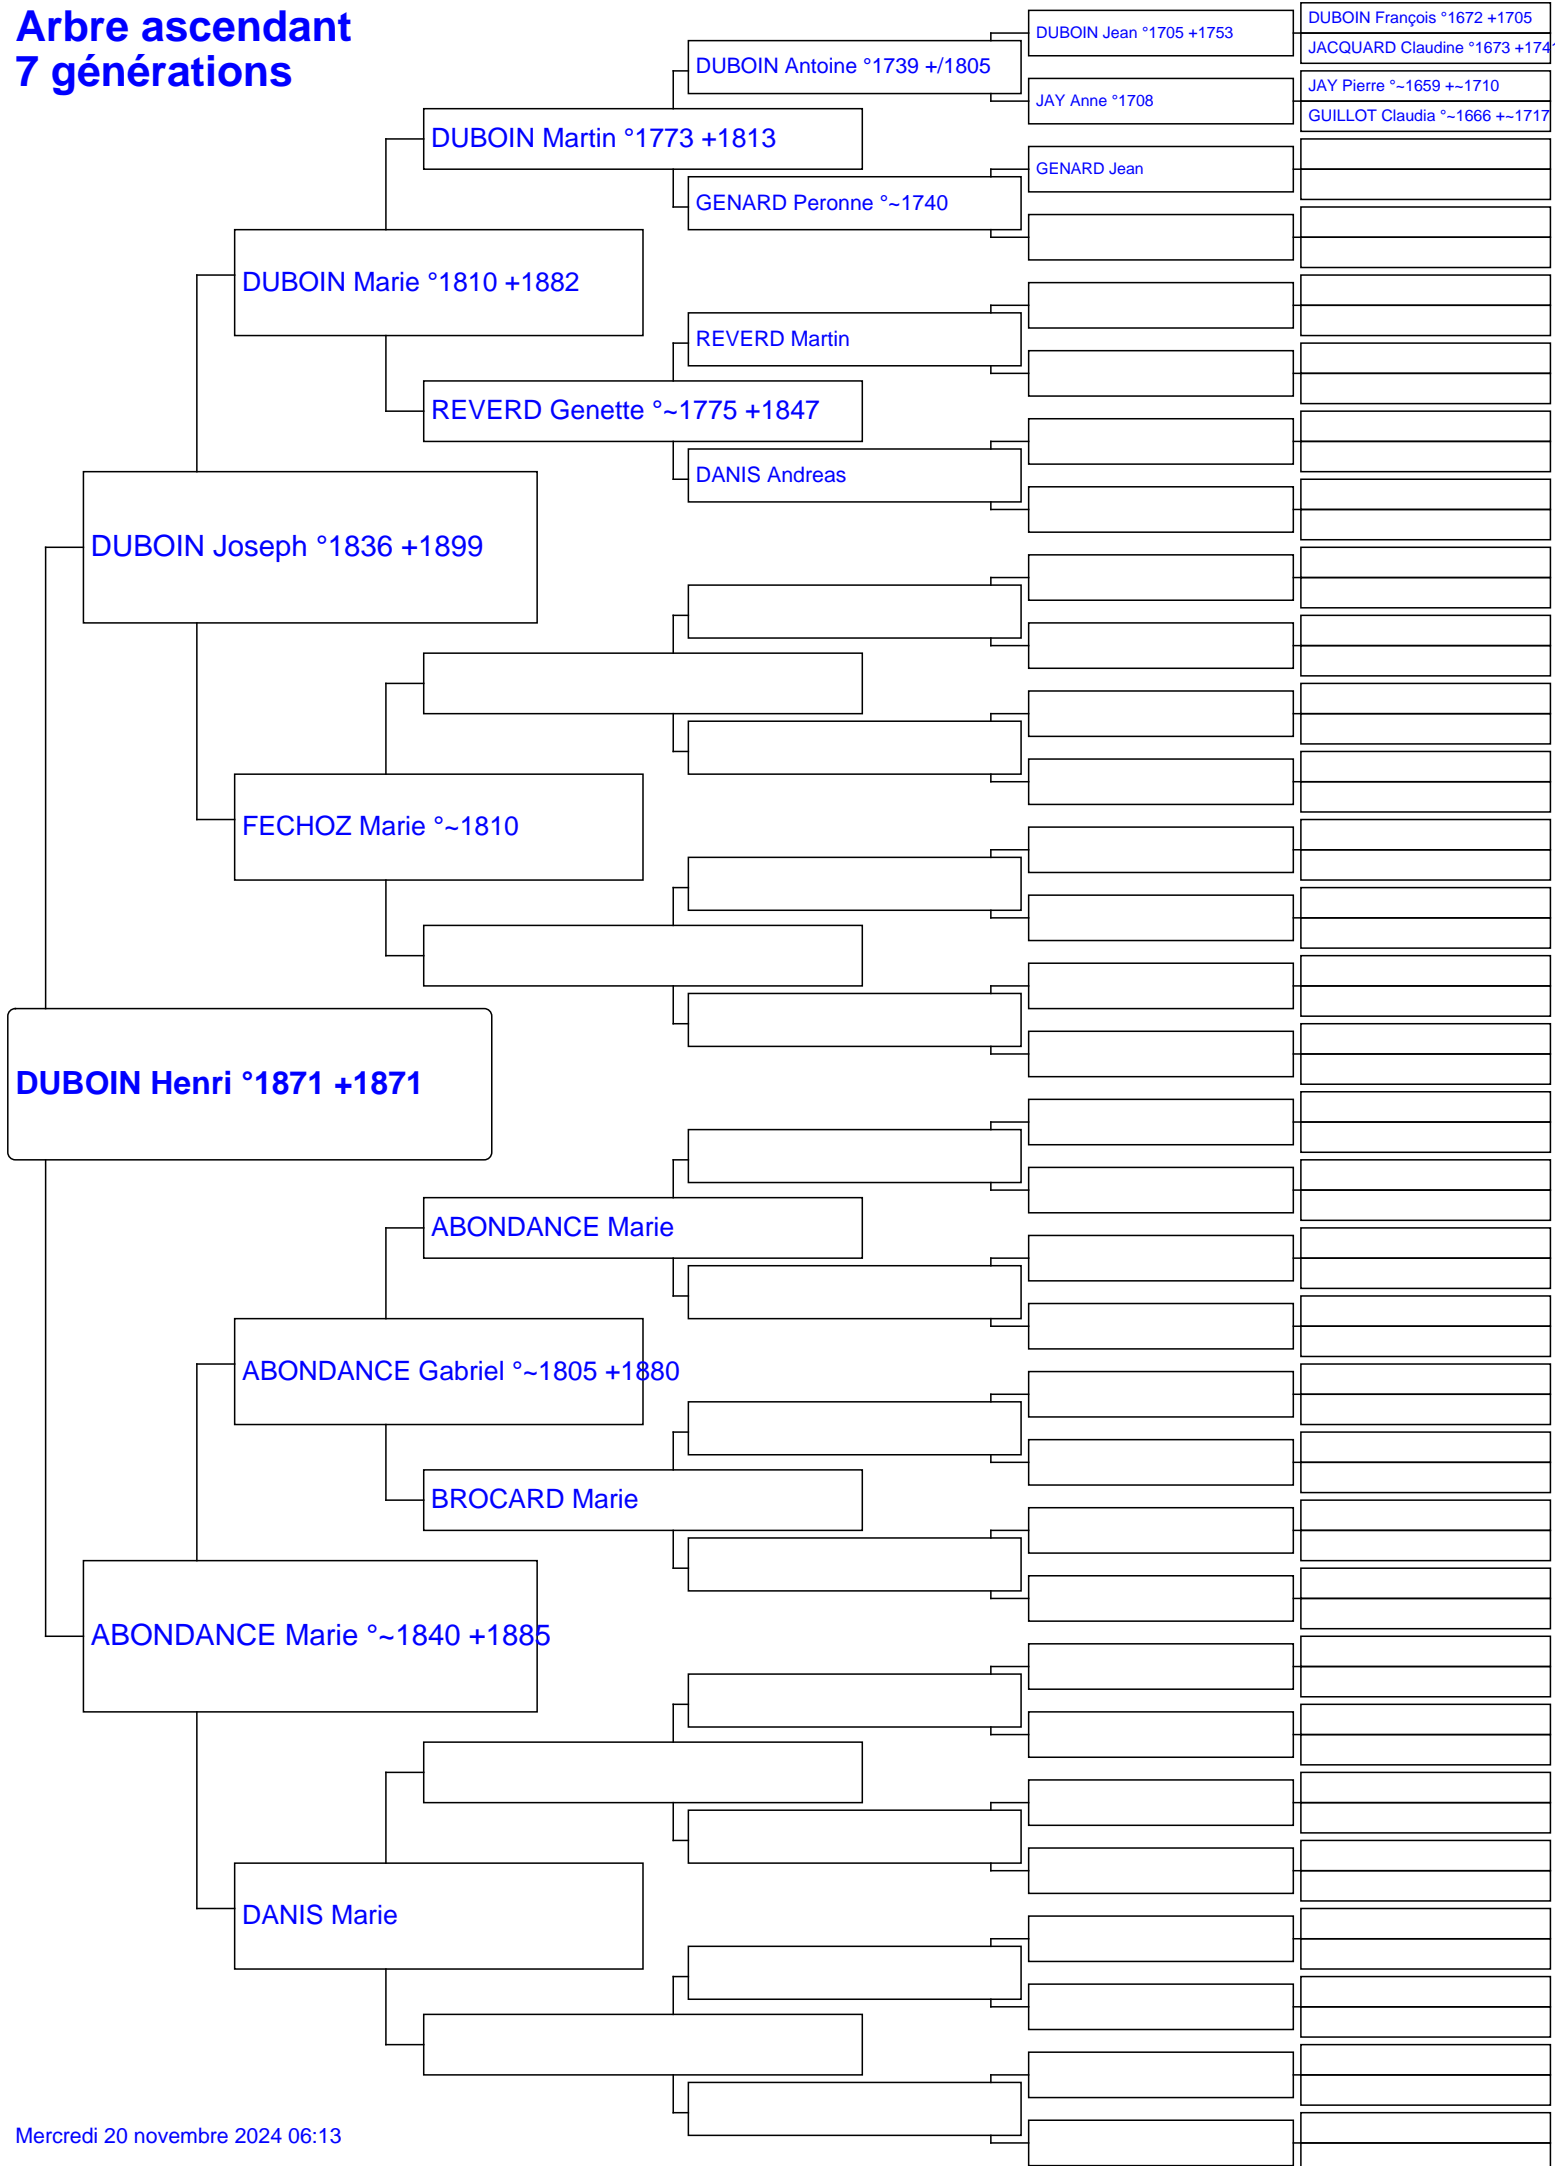 Arbre ascendant
7 générations
DUBOIN François °1672 +1705
DUBOIN Jean °1705 +1753
JACQUARD Claudine °1673 +174
DUBOIN Antoine °1739 +/1805
JAY Pierre °~1659 +~1710
JAY Anne °1708
GUILLOT Claudia °~1666 +~1717
DUBOIN Martin °1773 +1813
GENARD Jean
GENARD Peronne °~1740
DUBOIN Marie °1810 +1882
REVERD Martin
REVERD Genette °~1775 +1847
DANIS Andreas
DUBOIN Joseph °1836 +1899
FECHOZ Marie °~1810
DUBOIN Henri °1871 +1871
ABONDANCE Marie
ABONDANCE Gabriel °~1805 +1880
BROCARD Marie
ABONDANCE Marie °~1840 +1885
DANIS Marie
Mercredi 20 novembre 2024 06:13